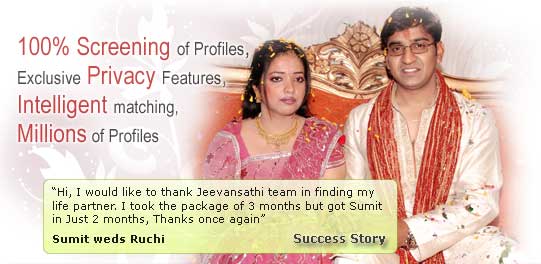 100% Screening of Profiles,
Exclusive Privacy Features,
Intelligent matching,
Millions of Profiles
“Hi, I would like to thank Jeevansathi team in finding my
life partner. I took the package of 3 months but got Sumit
in Just 2 months, Thanks once again”
Sumit weds Ruchi
Success Story